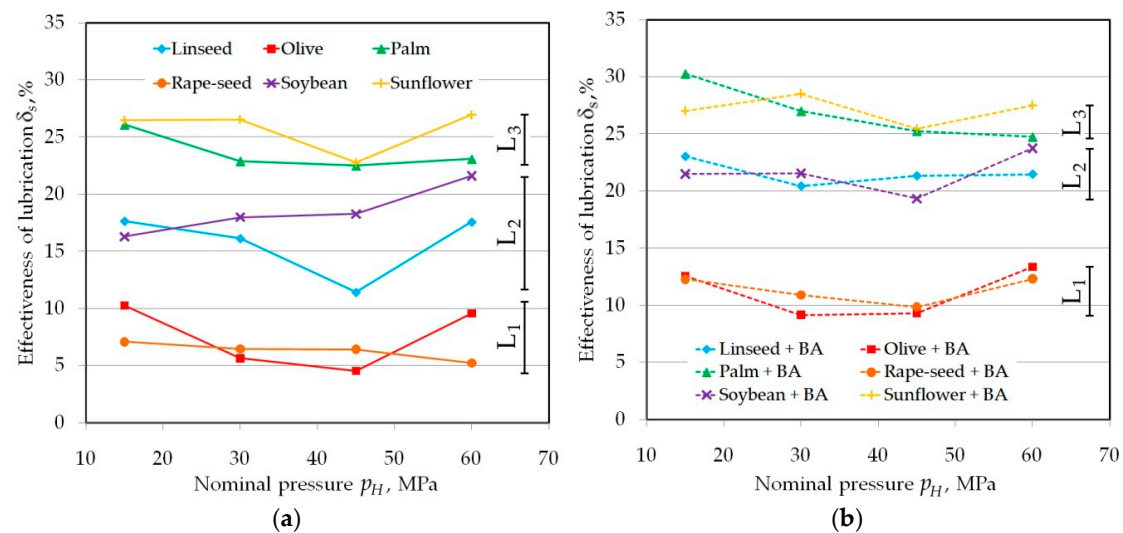 35
30
25
20
15
10
5
0
10 20 30 40 50 60 70
Effectiveness of lubrication δs,%
Nominal pressure pH, MPa
Linseed Olive Palm
Rape-seed Soybean Sunflower
L3
L2
L1
(a)
35
30
25
20
15
10
5
0
10 20 30 40 50 60 70
Effectiveness of lubrication δs,%
Nominal pressure pH, MPa
L3
L2
L1
Linseed + BA Olive + BA
Palm + BA Rape-seed + BA
Soybean + BA Sunflower + BA
(b)